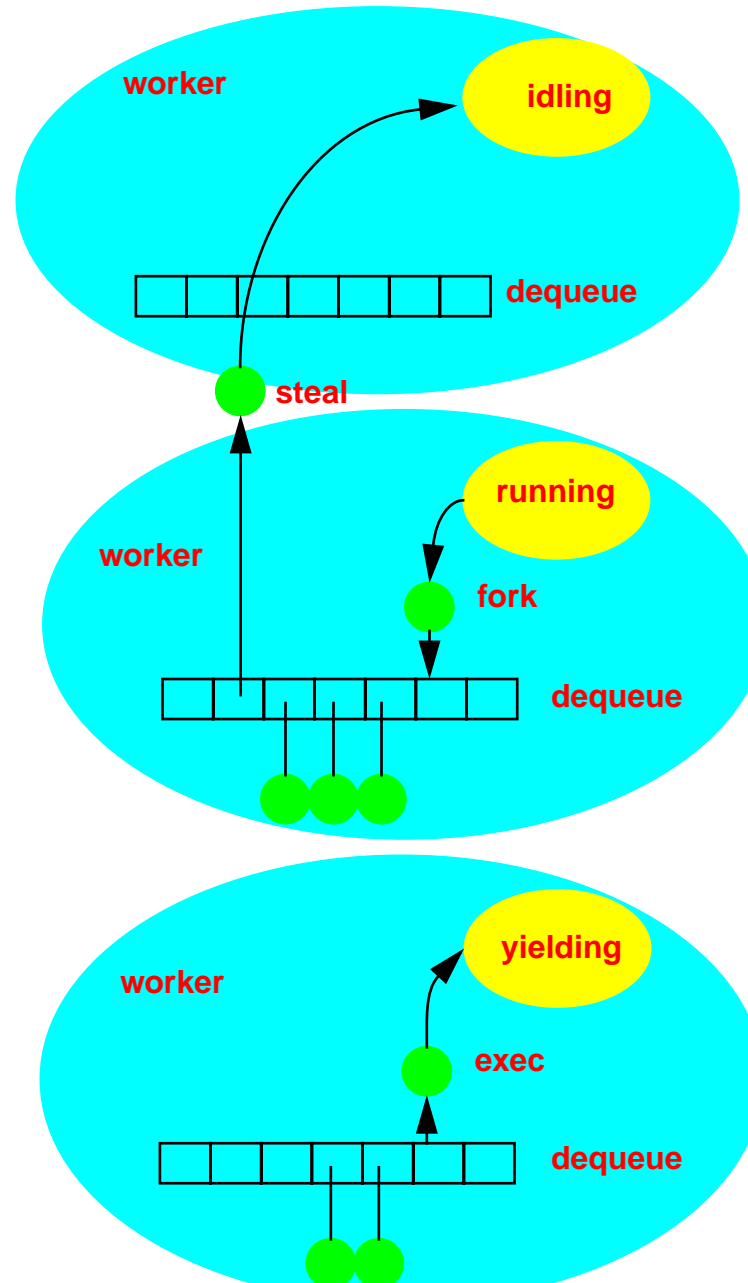 worker
idling
dequeue
steal
running
worker
fork
dequeue
yielding
worker
exec
dequeue